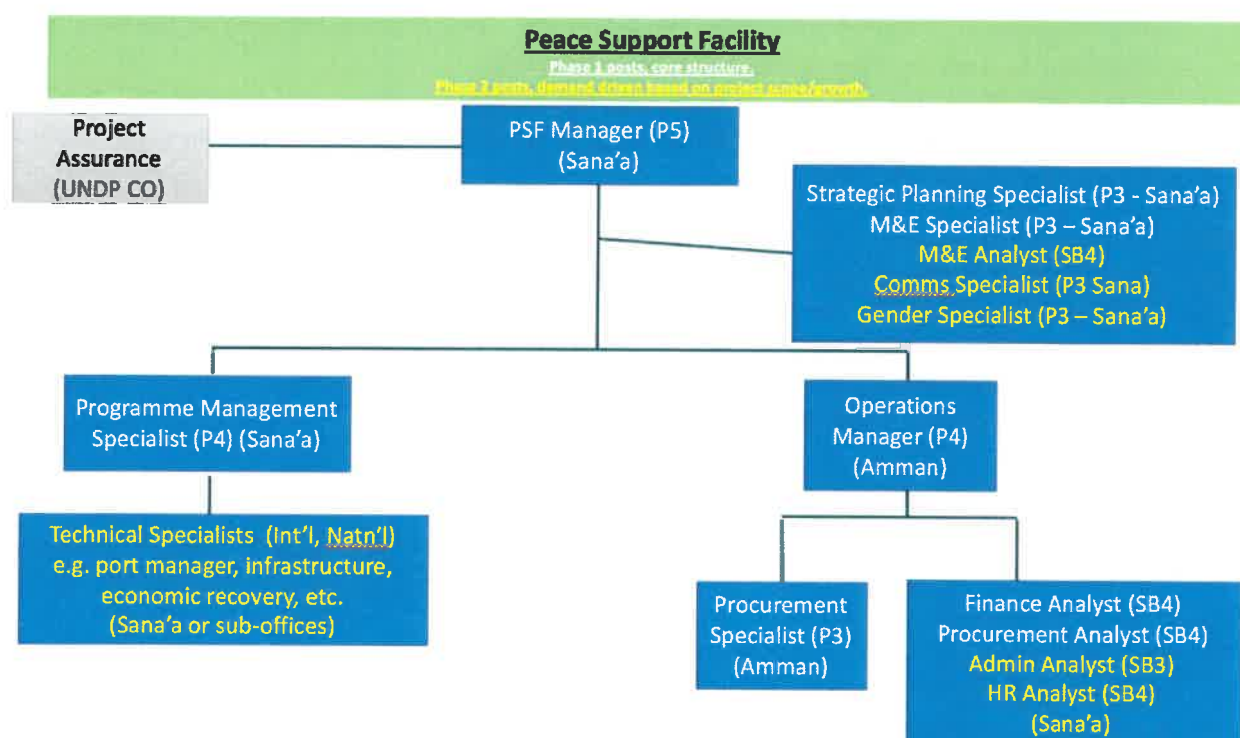 Peace Support Facility
Phase 1 posts, core structure.
Phase 2 posts, demand driven based on project scope/growth.
Project
Assurance
(UNDP CO)
PSF Manager (P5)
(Sana'a)
Strategic Planning Specialist (P3 - Sana'a)
M&E Specialist (P3 – Sana'a)
M&E Analyst (SB4)
Comms Specialist (P3 Sana)
Gender Specialist (P3 – Sana'a)
Programme Management
Specialist (P4) (Sana'a)
Operations
Manager (P4)
(Amman)
Technical Specialists (Int'l, Natn'l)
e.g. port manager, infrastructure,
economic recovery, etc.
(Sana'a or sub-offices)
Procurement
Specialist (P3)
(Amman)
Finance Analyst (SB4)
Procurement Analyst (SB4)
Admin Analyst (SB3)
HR Analyst (SB4)
(Sana'a)